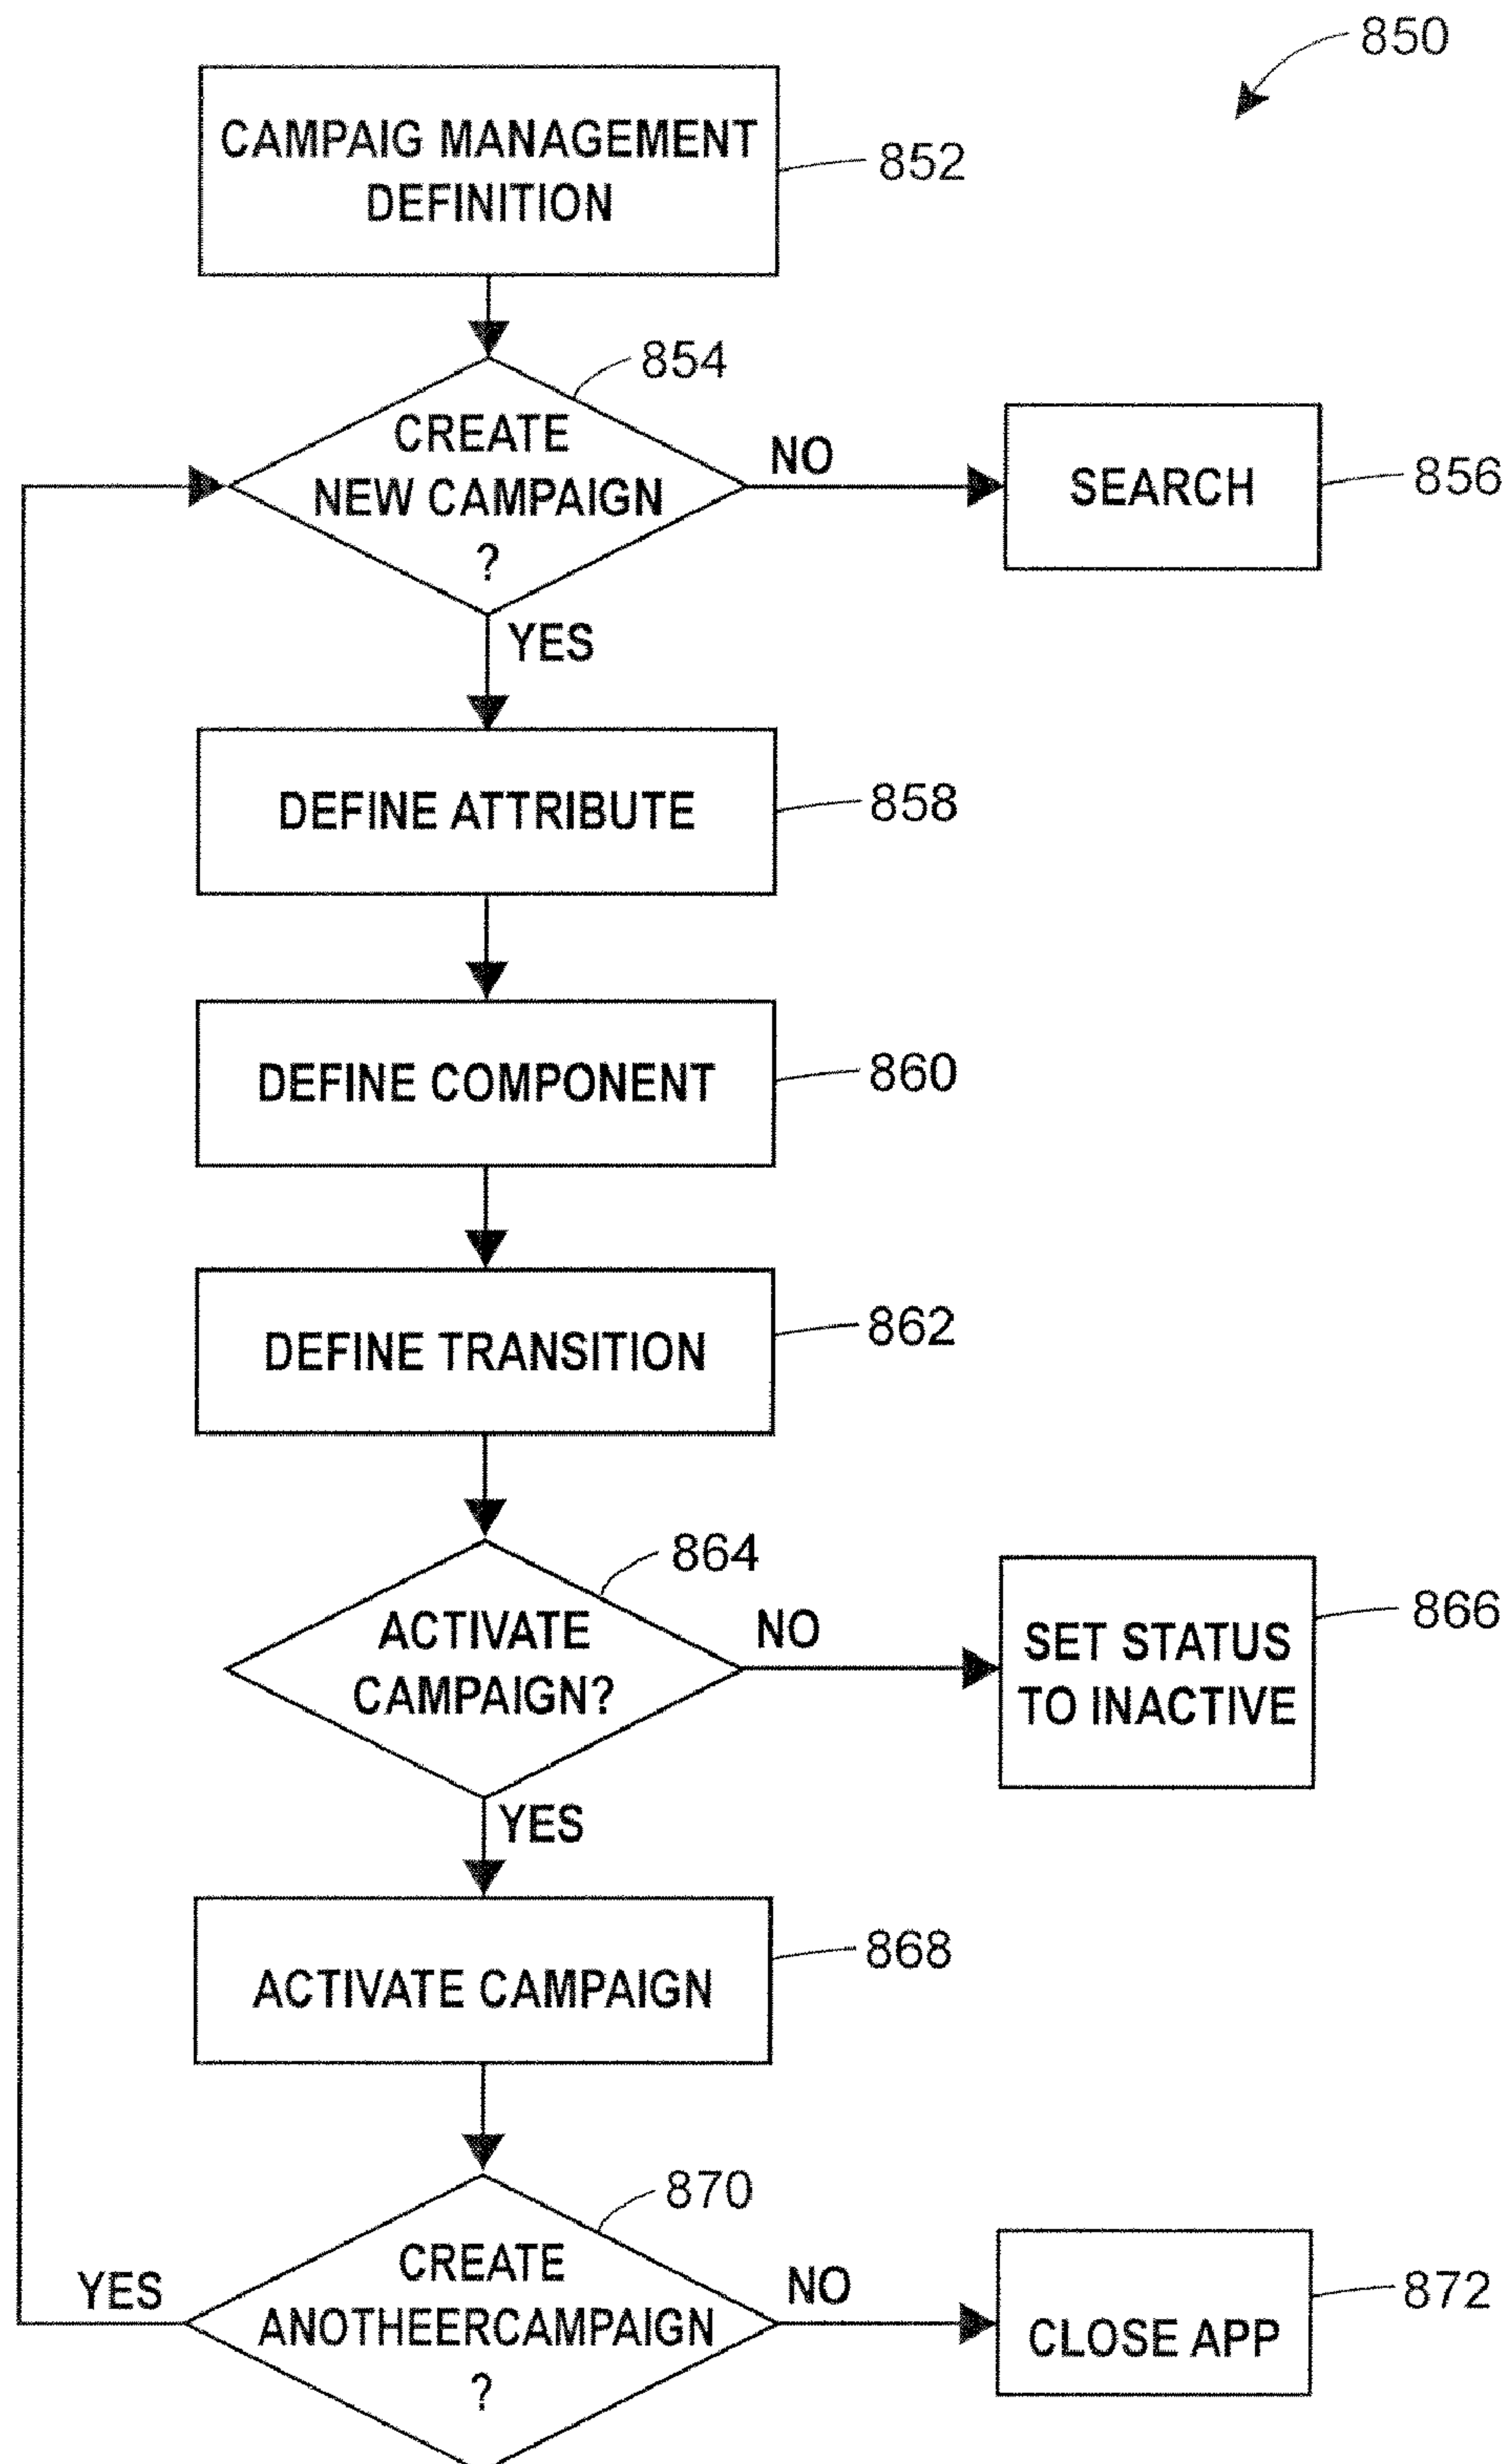 850
CAMPAIG MANAGEMENT
DEFINITION
852
854
CREATE
NEW CAMPAIGN
?
NO
SEARCH
856
YES
DEFINE ATTRIBUTE
858
DEFINE COMPONENT
860
DEFINE TRANSITION
862
864
ACTIVATE
CAMPAIGN?
NO
SET STATUS
TO INACTIVE
866
YES
ACTIVATE CAMPAIGN
868
870
CREATE
ANOTHEERCAMPAIGN
?
YES
NO
CLOSE APP
872